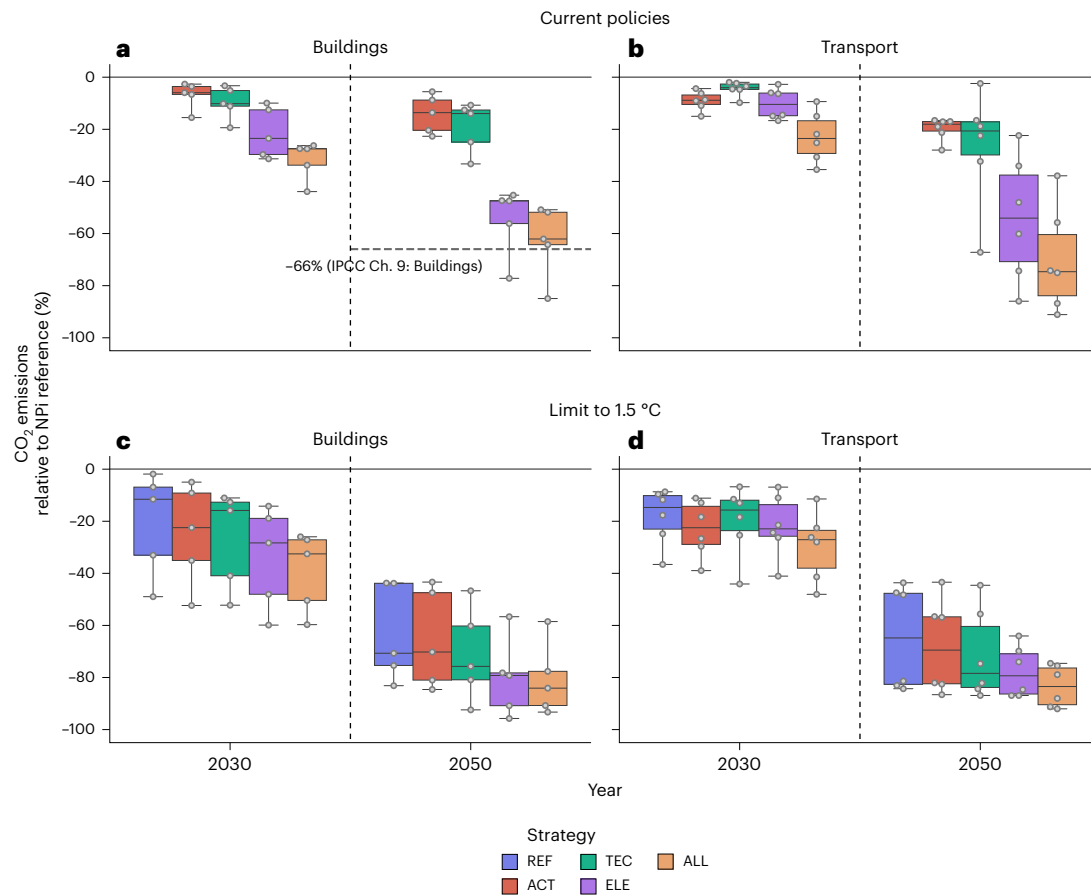 Current policies
a
Buildings
b
Transport
0
−20
−40
−60
−80
−100
−66% (IPCC Ch. 9: Buildings)
CO2 emissions
relative to NPi reference (%)
Limit to 1.5 °C
c
Buildings
d
Transport
0
−20
−40
−60
−80
−100
2030
2050
2030
2050
Year
Strategy
REF
TEC
ALL
ACT
ELE